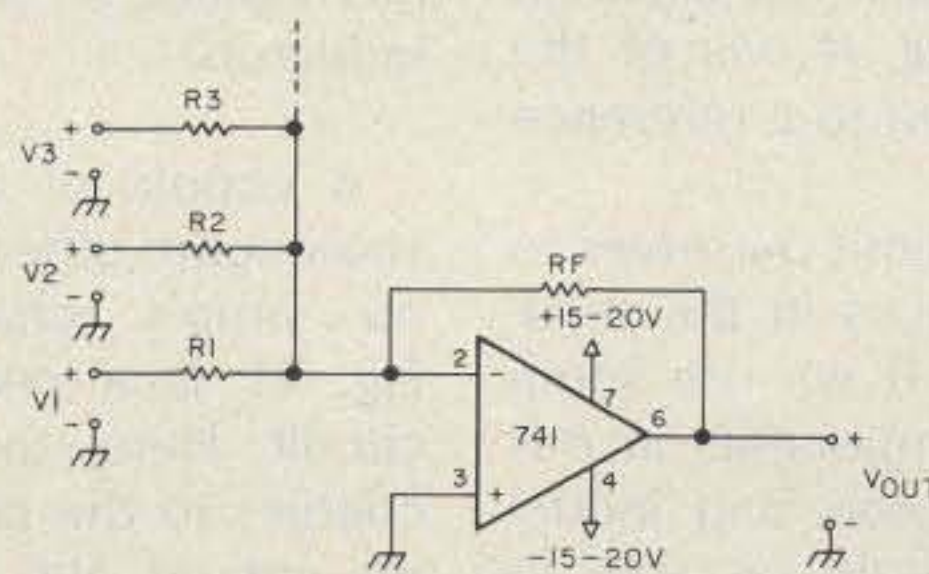 R3
+
V3
-
R2
+
V2
-
RF
+15-20V
R1
+
V1
-
2
-
7
741
6
+
3
+
4
VOUT
-
-15-20V